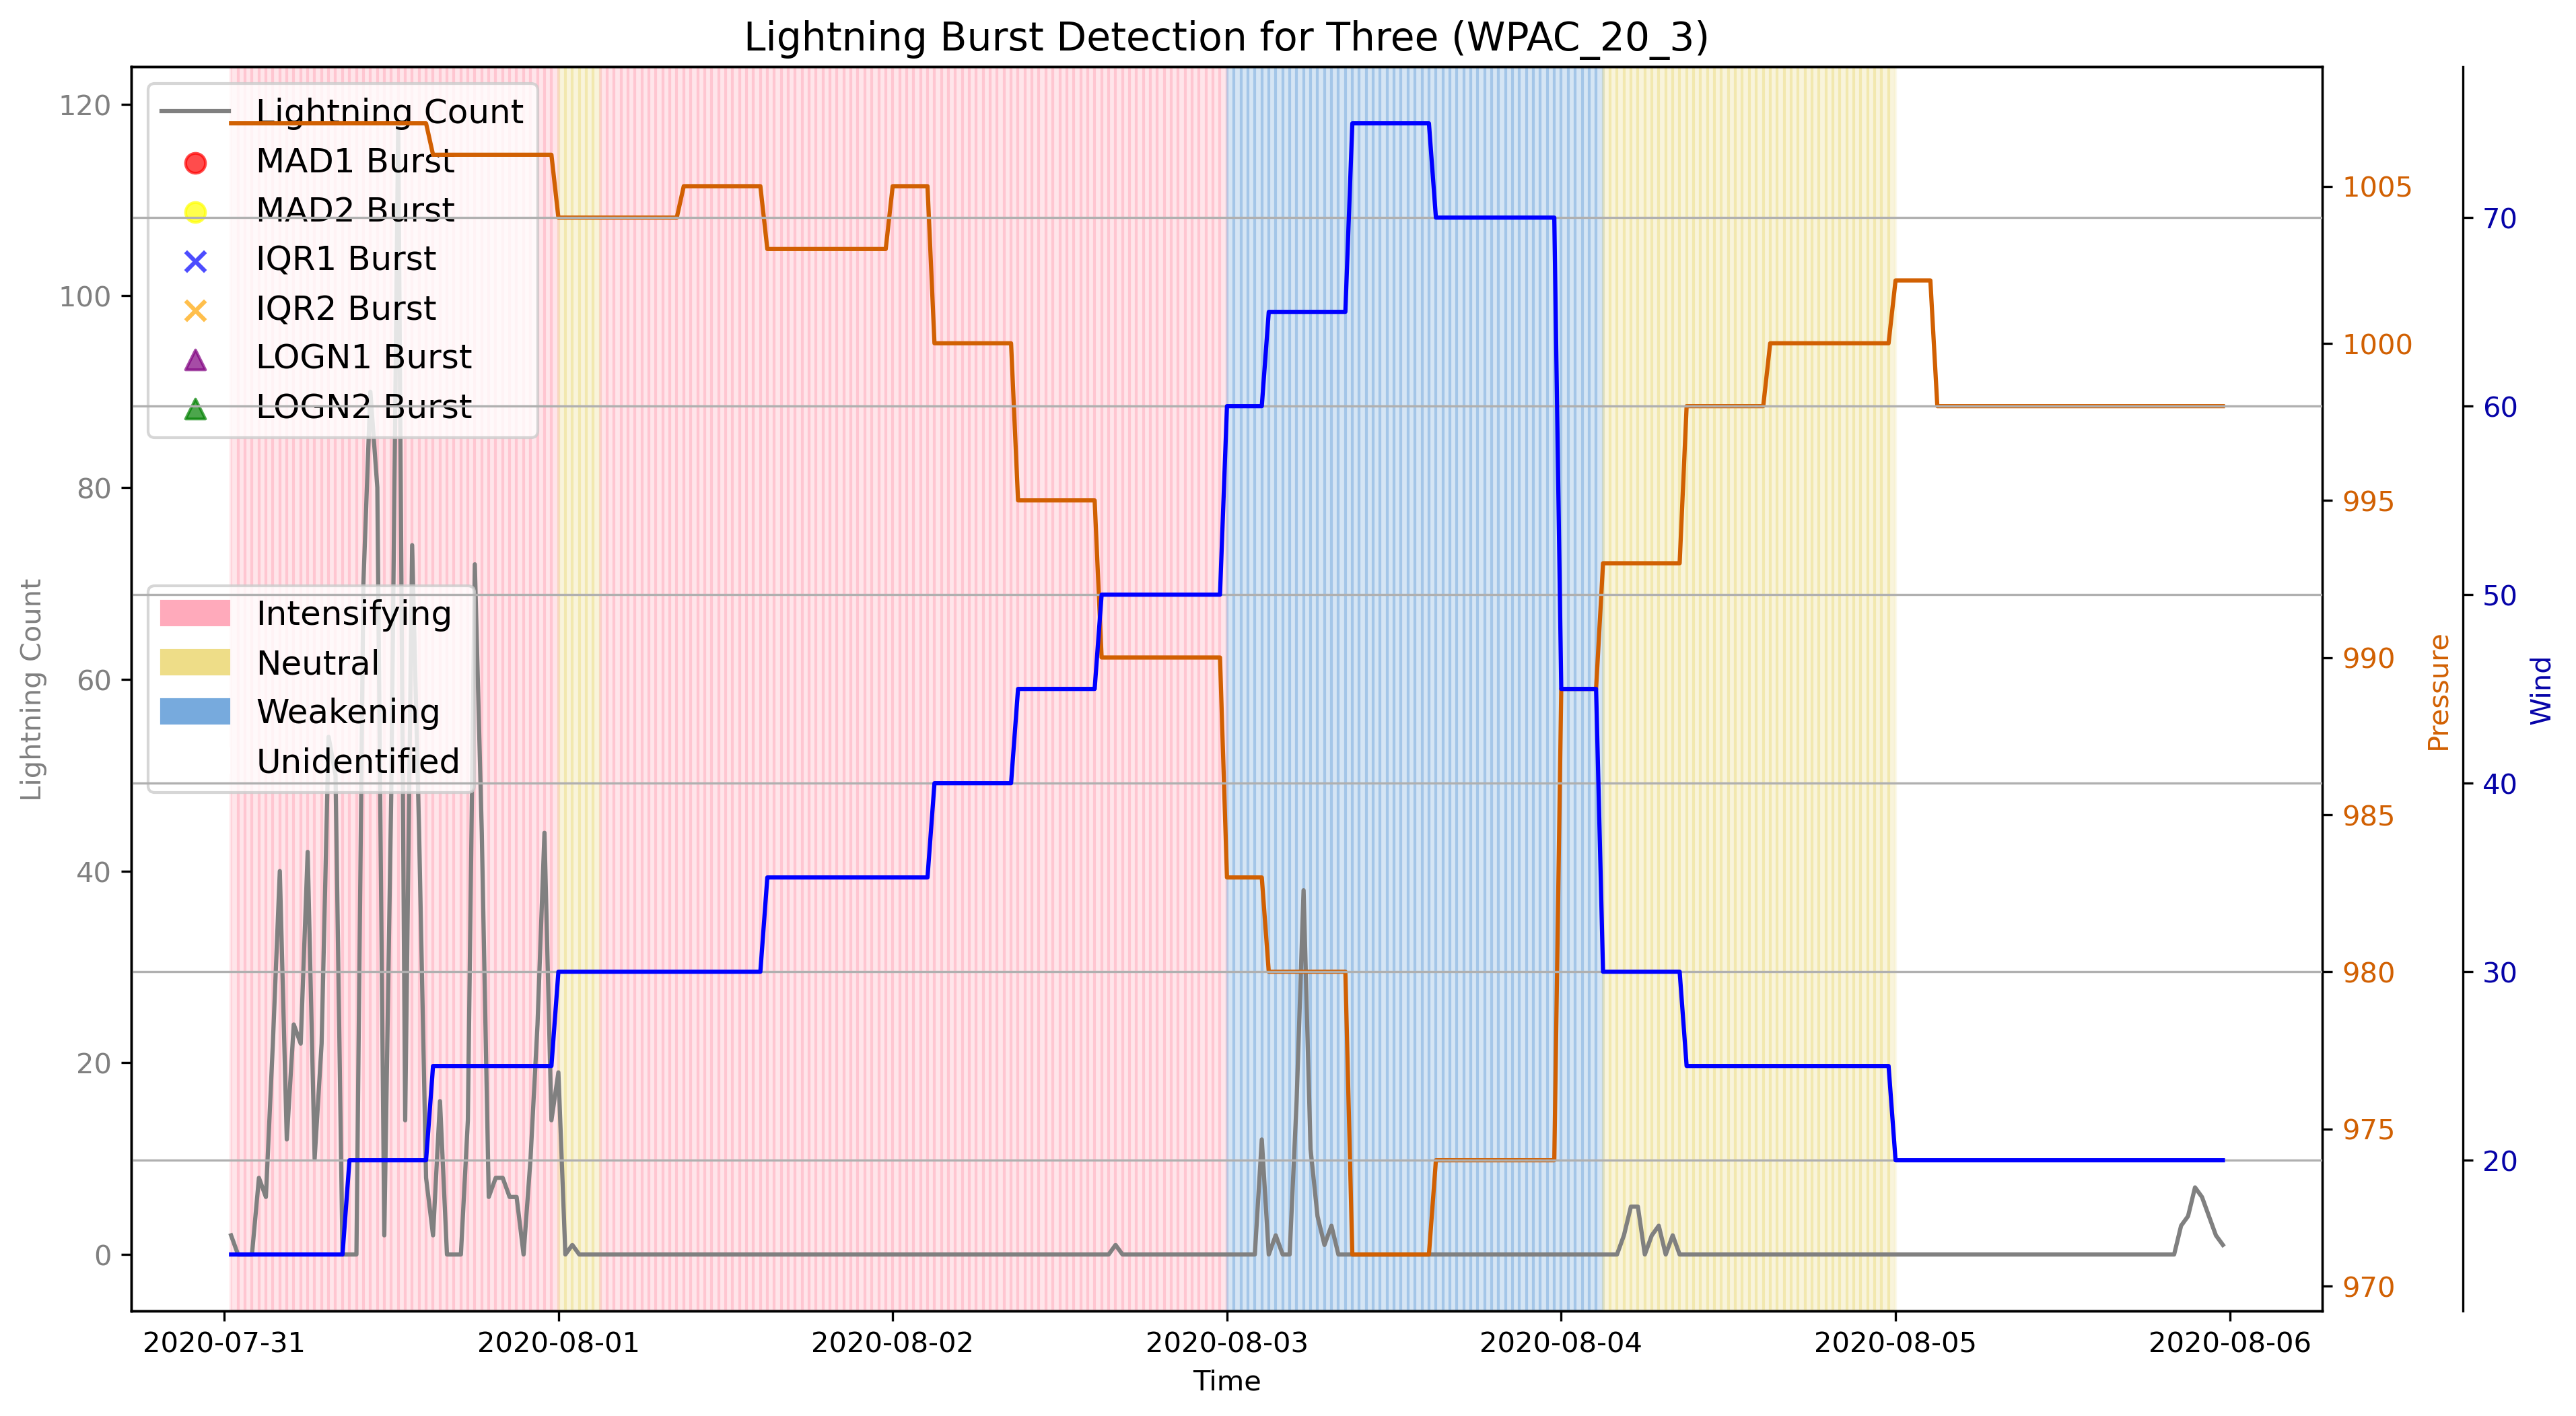 Lightning Burst Detection for Three (WPAC_20_3)
Lightning Count
MAD1 Burst
MAD2 Burst
IQR1 Burst
IQR2 Burst
LOGN1 Burst
LOGN2 Burst
Intensifying
Neutral
Weakening
Unidentified
Lightning Count
120
100
80
60
40
20
0
1005
1000
995
990
985
980
975
970
Pressure
70
60
50
40
30
20
Wind
2020-07-31 2020-08-01 2020-08-02 2020-08-03 2020-08-04 2020-08-05 2020-08-06
Time